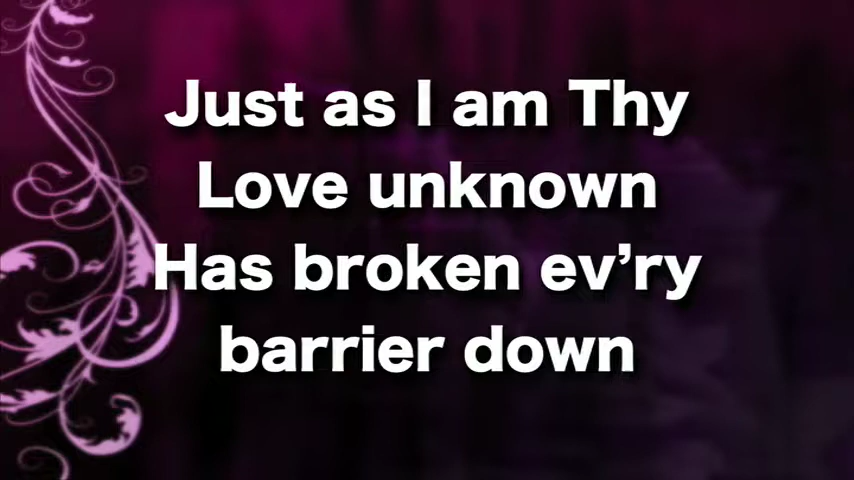 Just as I am Thy
Love unknown
Has broken ev’ry
barrier down